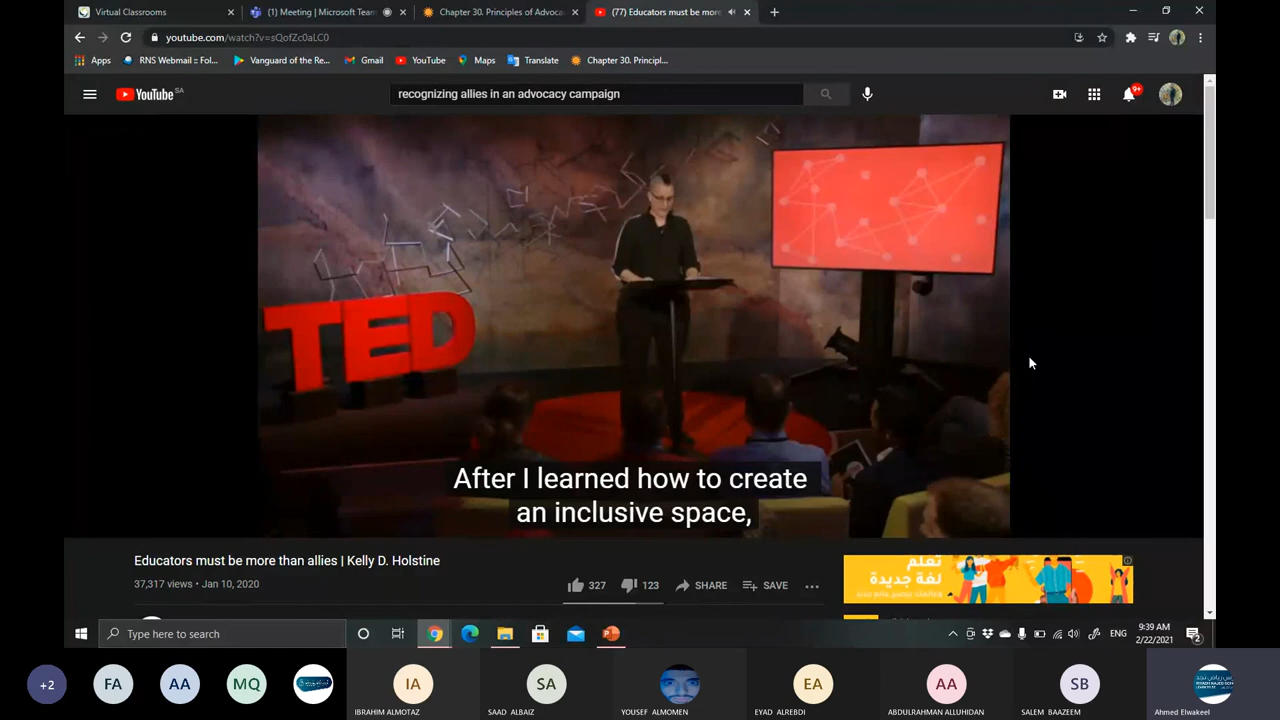 Virtual Classrooms
(1) Meeting | Microsoft Team
Chapter 30. Principles of Advoca
(77) Educators must be more
youtube.com/watch?v=sQofZc0aLC0
Apps
RNS Webmail :: Fol...
Vanguard of the Re...
Gmail
YouTube
Maps
Translate
Chapter 30. Principl...
YouTube SA
recognizing allies in an advocacy campaign
9+
TED
After I learned how to create
an inclusive space,
Educators must be more than allies | Kelly D. Holstine
37,317 views • Jan 10, 2020
327
123
SHARE
SAVE
تعلم
لغة جديدة
Type here to search
ENG
9:39 AM
2/22/2021
2
+2
FA
AA
MQ
IA
SA
EA
AA
SB
IBRAHIM ALMOTAZ
SAAD ALBAIZ
YOUSEF ALMOMEN
EYAD ALREBDI
ABDULRAHMAN ALLUHIDAN
SALEM BAAZEEM
Ahmed Elwakeel